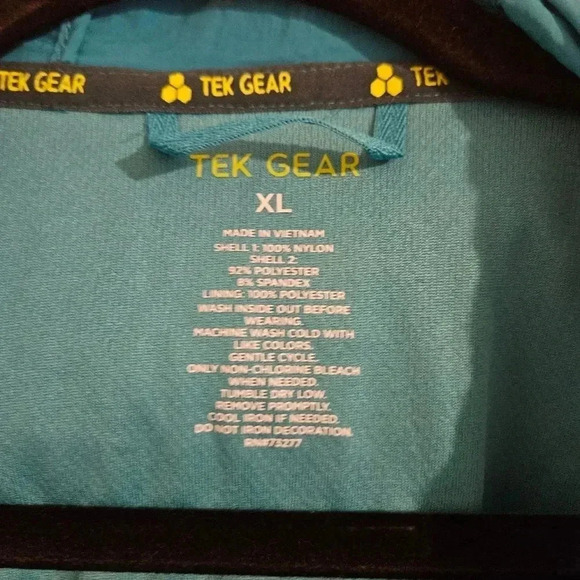 TEK GEAR TEK GEAR TEK
TEK GEAR
XL
MADE IN VIETNAM
SHELL 1: 100% NYLON
SHELL 2:
92% POLYESTER
8% SPANDEX
LINING: 100% POLYESTER
WASH INSIDE OUT BEFORE
WEARING.
MACHINE WASH COLD WITH
LIKE COLORS.
GENTLE CYCLE.
ONLY NON-CHLORINE BLEACH
WHEN NEEDED.
TUMBLE DRY LOW.
REMOVE PROMPTLY.
COOL IRON IF NEEDED.
DO NOT IRON DECORATION.
RN#73277